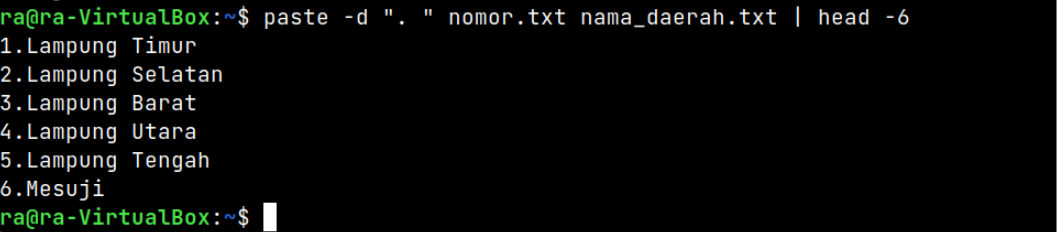 ra@ra-VirtualBox:~$ paste -d ". " nomor.txt nama_daerah.txt | head -6
1.Lampung Timur
2.Lampung Selatan
3.Lampung Barat
4.Lampung Utara
5.Lampung Tengah
6.Mesuji
ra@ra-VirtualBox:~$